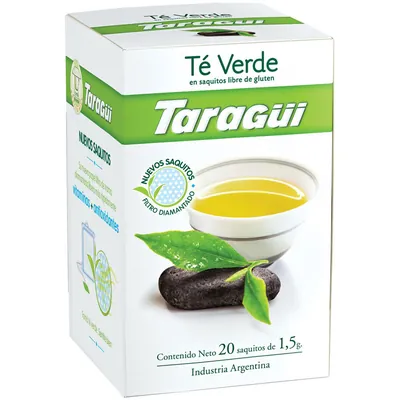 Té Verde
en saquitos libre de gluten
Taragüi
NUEVOS SAQUITOS
FILTRO DIAMANTADO
Contenido Neto 20 saquitos de 1,5g.
Industria Argentina
NUEVOS SAQUITOS
vitaminas + antioxidantes